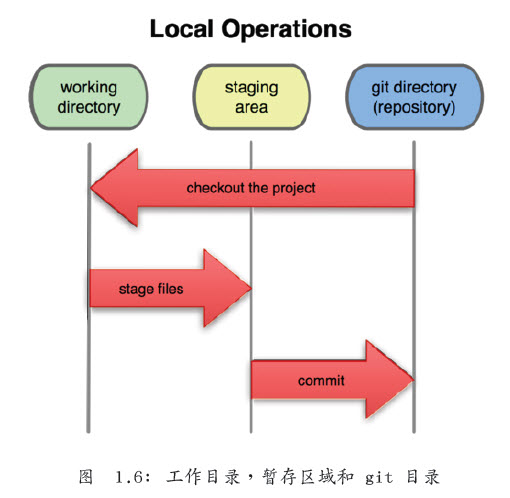 Local Operations
working
directory
staging
area
git directory
(repository)
checkout the project
stage files
commit
图 1.6: 工作目录，暂存区域和 git 目录